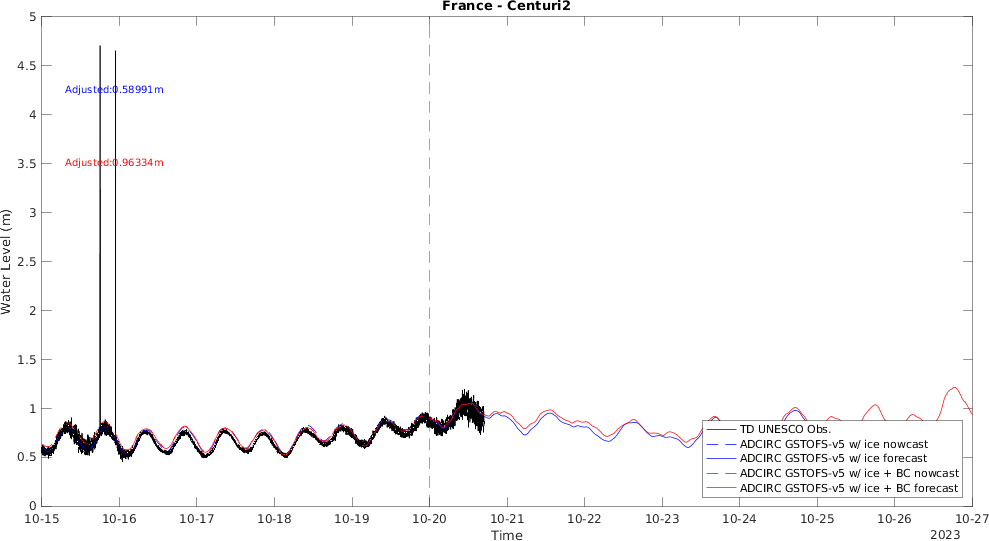 France - Centuri2
5
4.5
4
3.5
3
2.5
2
1.5
1
0.5
0
Water Level (m)
Adjusted:0.58991m
Adjusted:0.96334m
TD UNESCO Obs.
ADCIRC GSTOFS-v5 w/ ice nowcast
ADCIRC GSTOFS-v5 w/ ice forecast
ADCIRC GSTOFS-v5 w/ ice + BC nowcast
ADCIRC GSTOFS-v5 w/ ice + BC forecast
10-15 10-16 10-17 10-18 10-19 10-20 10-21 10-22 10-23 10-24 10-25 10-26 10-27
Time
2023